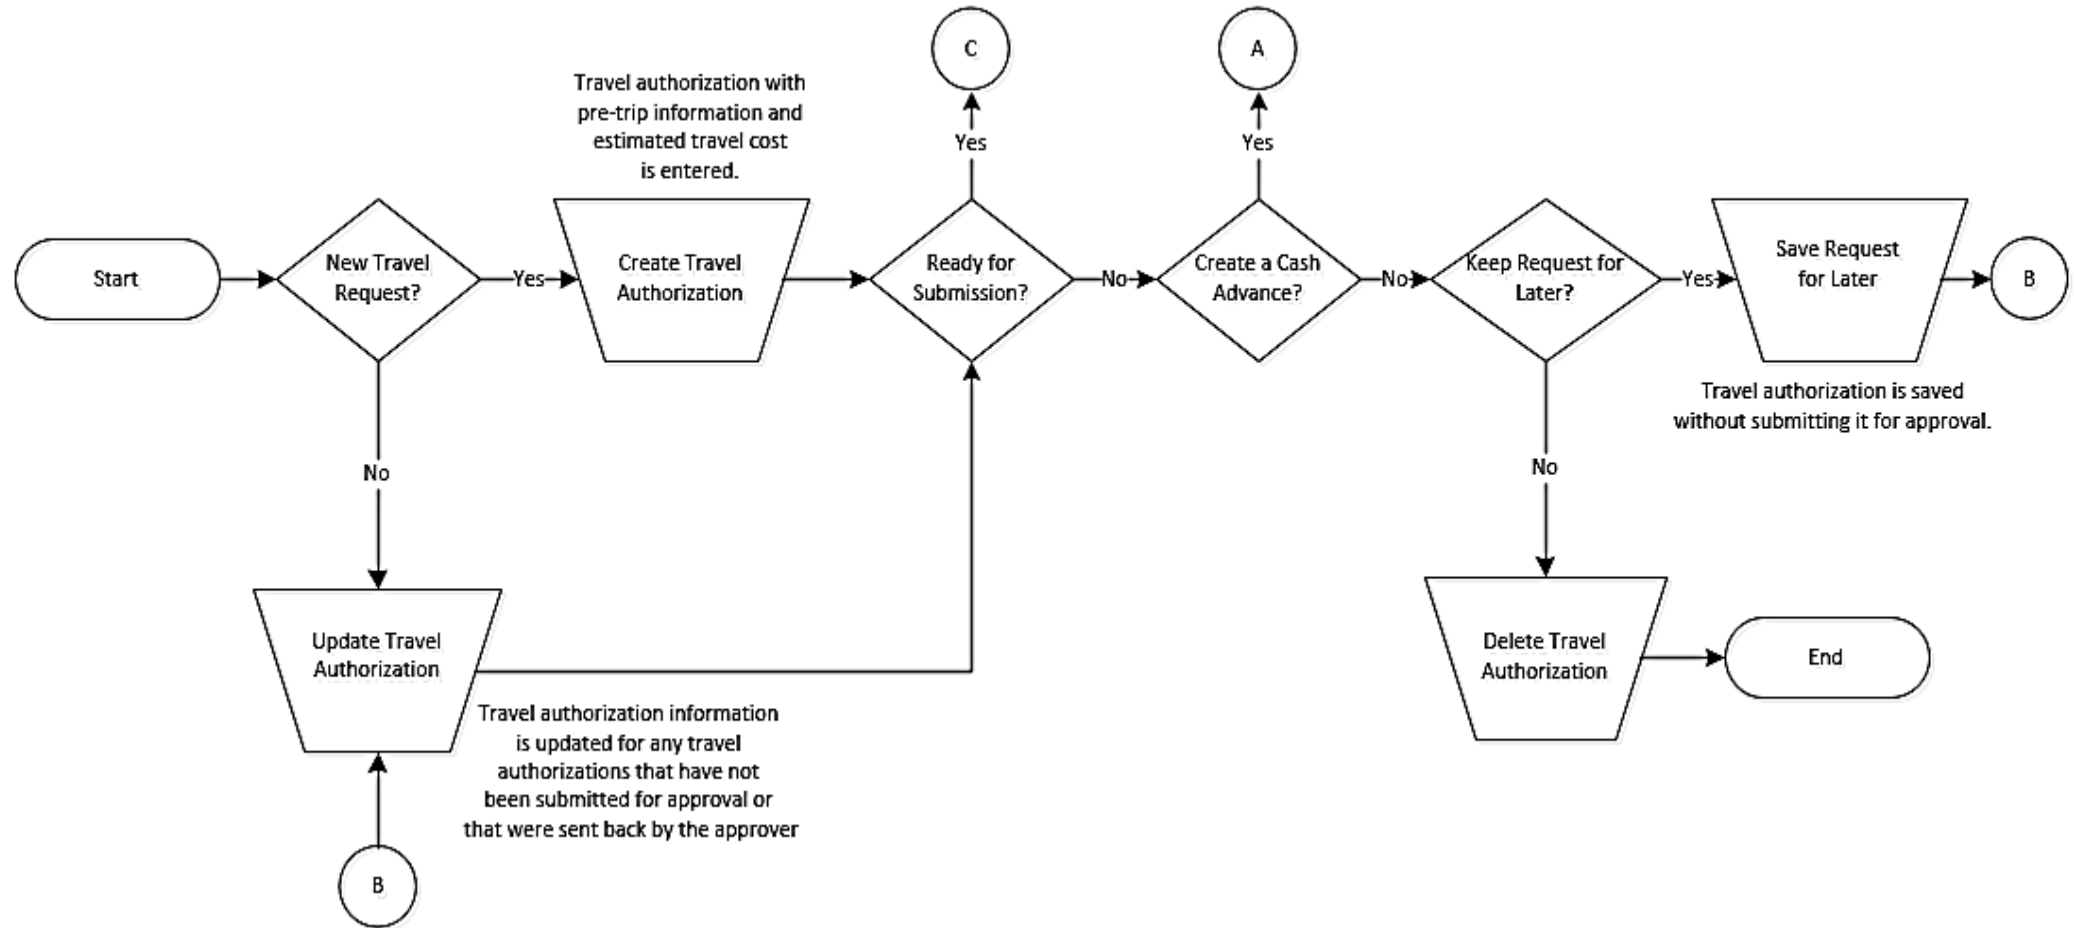 C
A
Travel authorization with
pre-trip information and
estimated travel cost
is entered.
Yes
Yes
Start
New Travel
Request?
Yes
Create Travel
Authorization
Ready for
Submission?
No
Create a Cash
Advance?
No
Keep Request for
Later?
Yes
Save Request
for Later
B
Travel authorization is saved
without submitting it for approval.
No
No
Update Travel
Authorization
Delete Travel
Authorization
End
Travel authorization information
is updated for any travel
authorizations that have not
been submitted for approval or
that were sent back by the approver
B